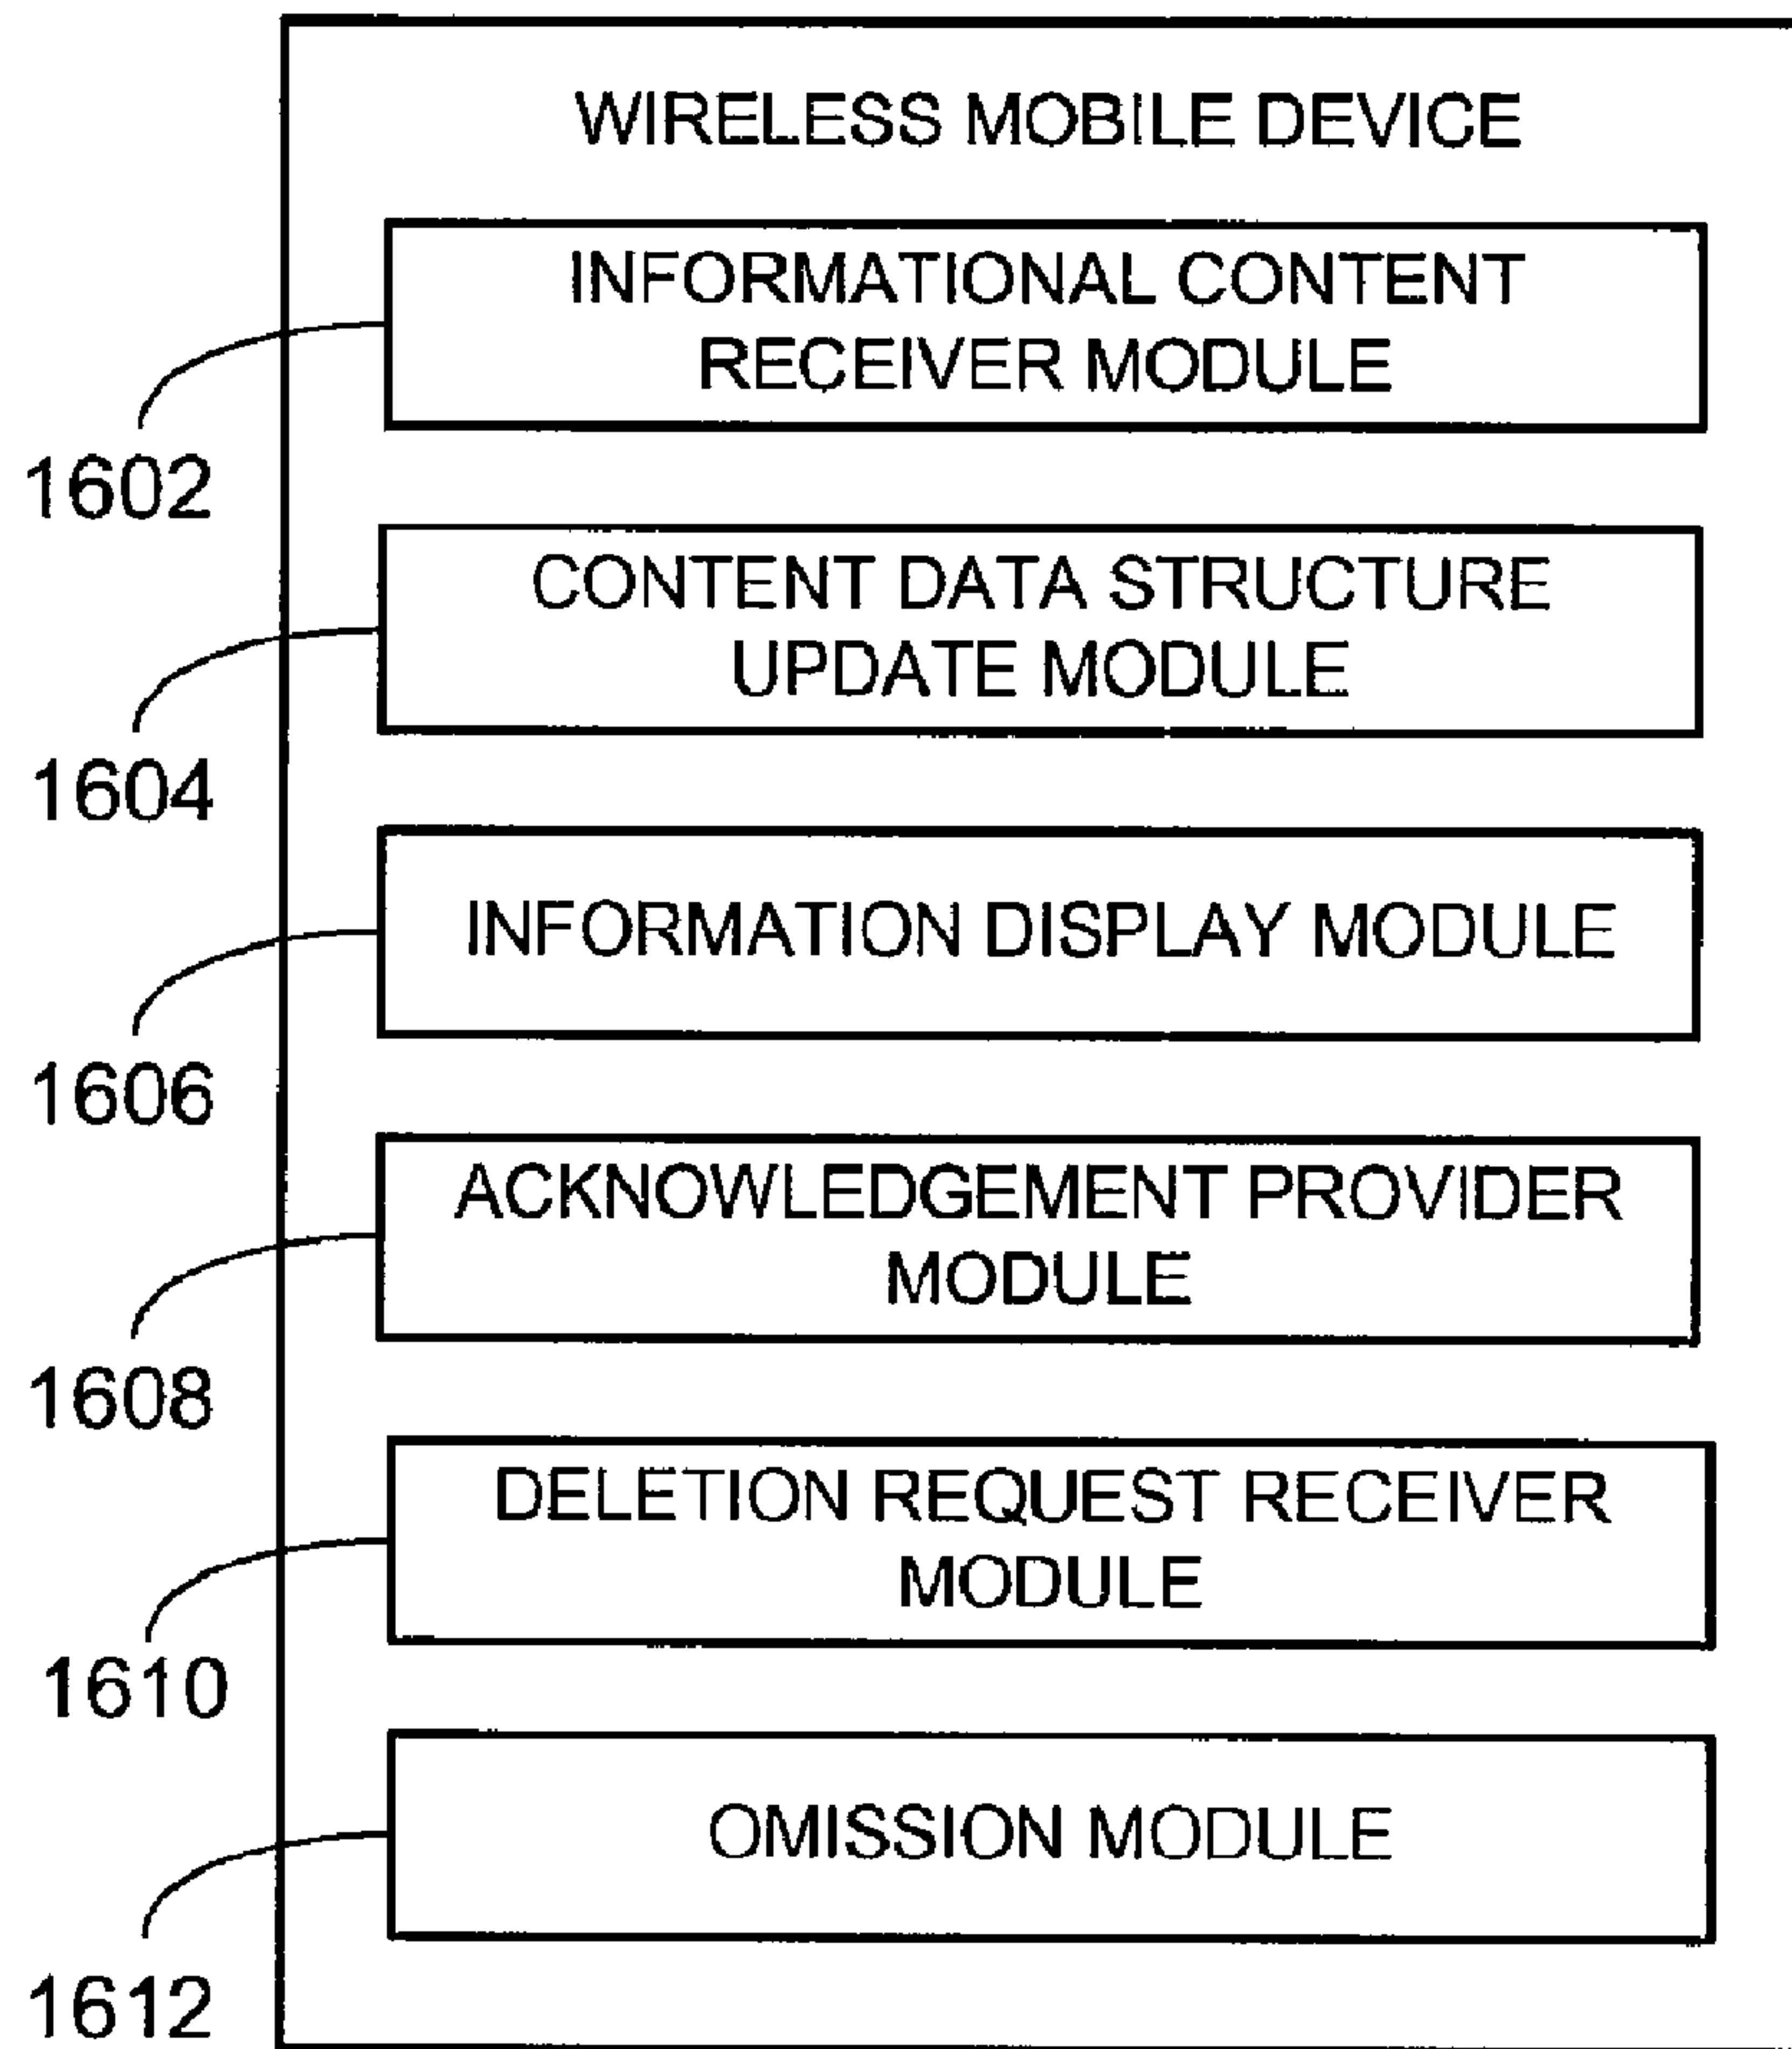 WIRELESS MOBILE DEVICE
INFORMATIONAL CONTENT
RECEIVER MODULE
1602
CONTENT DATA STRUCTURE
UPDATE MODULE
1604
INFORMATION DISPLAY MODULE
1606
ACKNOWLEDGEMENT PROVIDER
MODULE
1608
DELETION REQUEST RECEIVER
MODULE
1610
OMISSION MODULE
1612